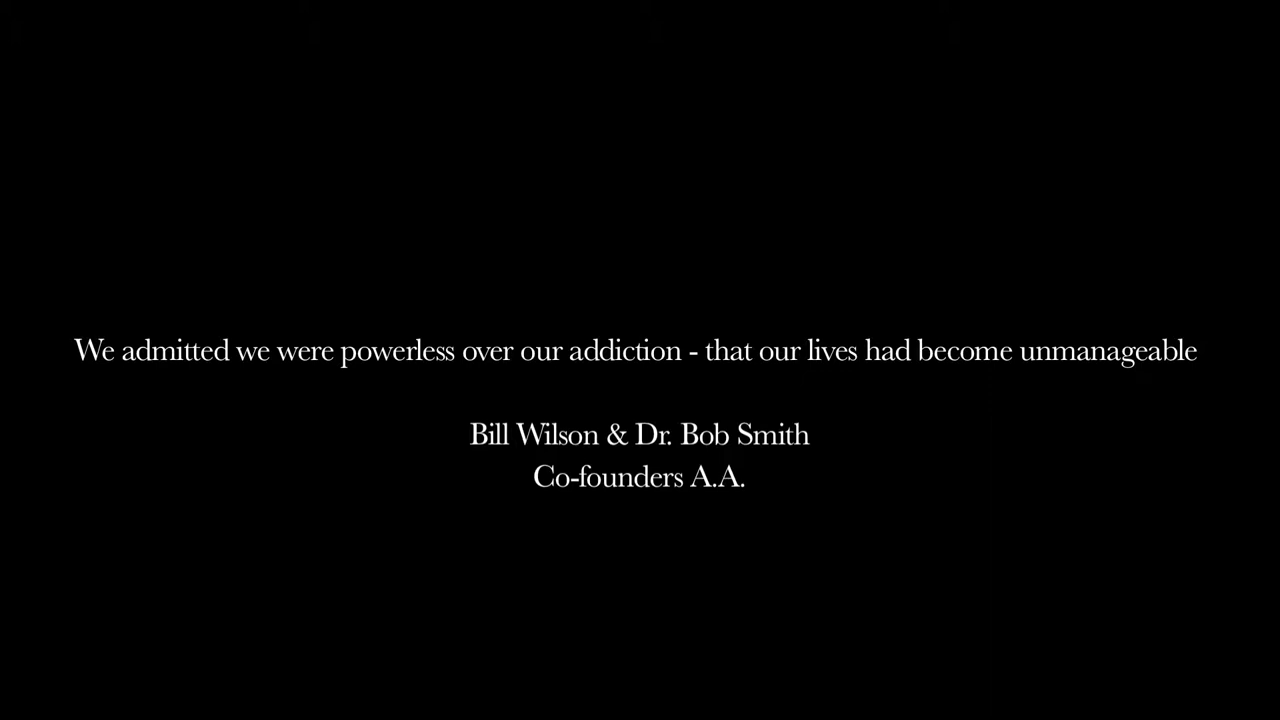 We admitted we were powerless over our addiction - that our lives had become unmanageable
Bill Wilson & Dr. Bob Smith
Co-founders A.A.